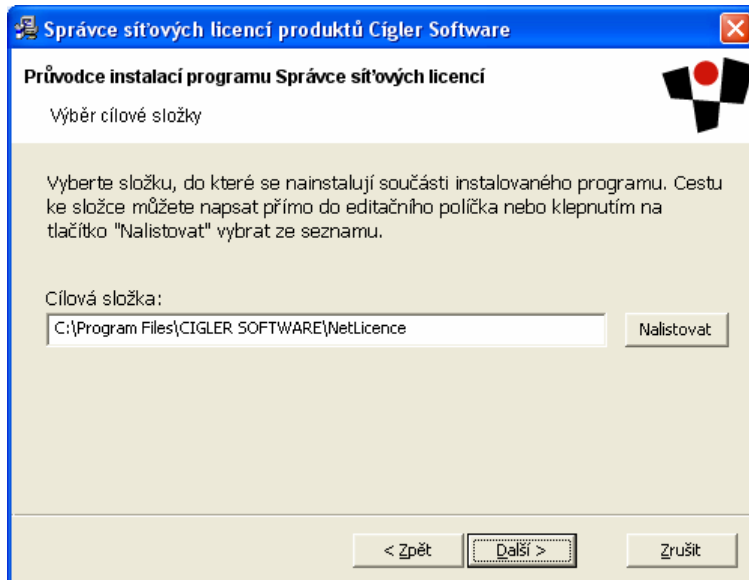 Správce síťových licencí produktů Cígler Software
Průvodce instalací programu Správce síťových licencí
Výběr cílové složky
Vyberte složku, do které se nainstalují součásti instalovaného programu. Cestu
ke složce můžete napsat přímo do editačního políčka nebo klepnutím na
tlačítko "Nalistovat" vybrat ze seznamu.
Cílová složka:
C:\Program Files\CIGLER SOFTWARE\NetLicence
Nalistovat
< Zpět
Další >
Zrušit